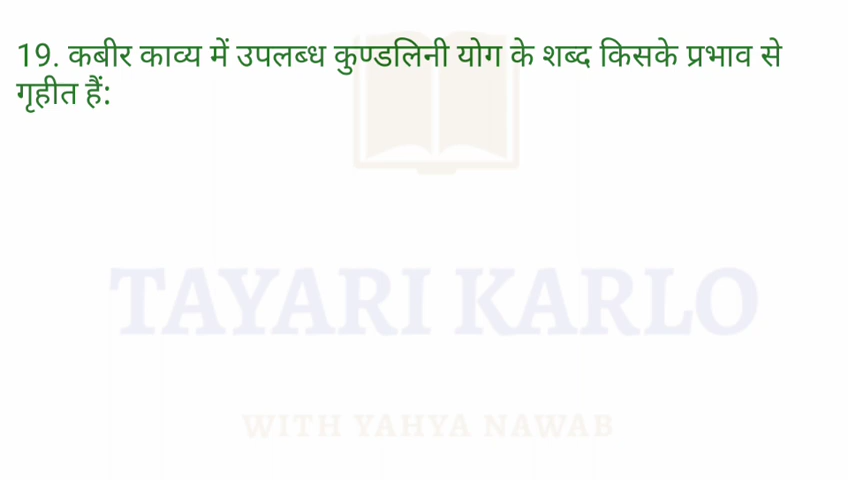 19. कबीर काव्य में उपलब्ध कुण्डलिनी योग के शब्द किसके प्रभाव से
गृहीत हैं:
TAYARI KARLO
WITH YAHYA NAWAB